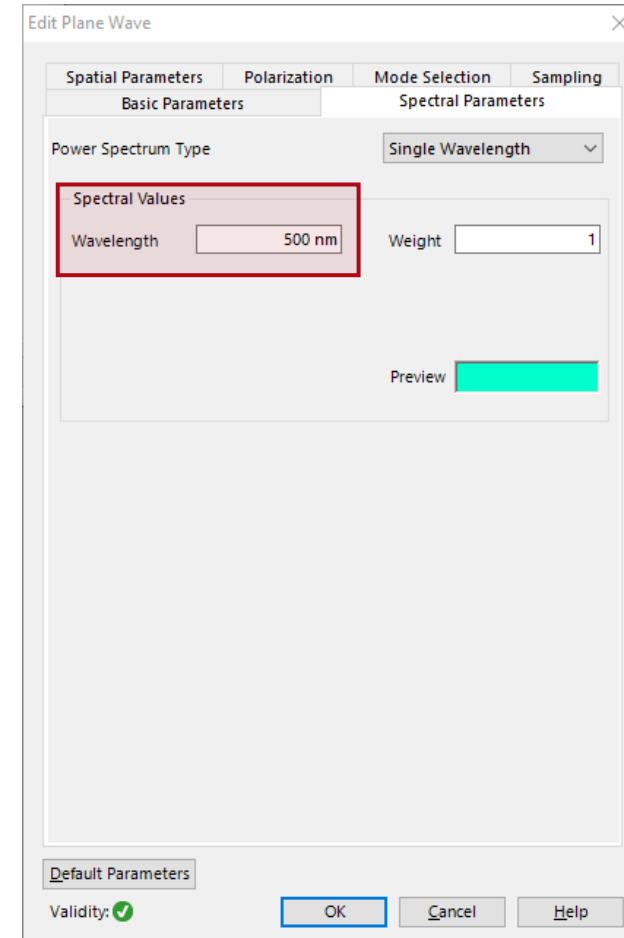 Edit Plane Wave
Spatial Parameters Polarization Mode Selection Sampling
Basic Parameters Spectral Parameters
Power Spectrum Type Single Wavelength
Spectral Values
Wavelength 500 nm Weight 1
Preview
Default Parameters
Validity: OK Cancel Help